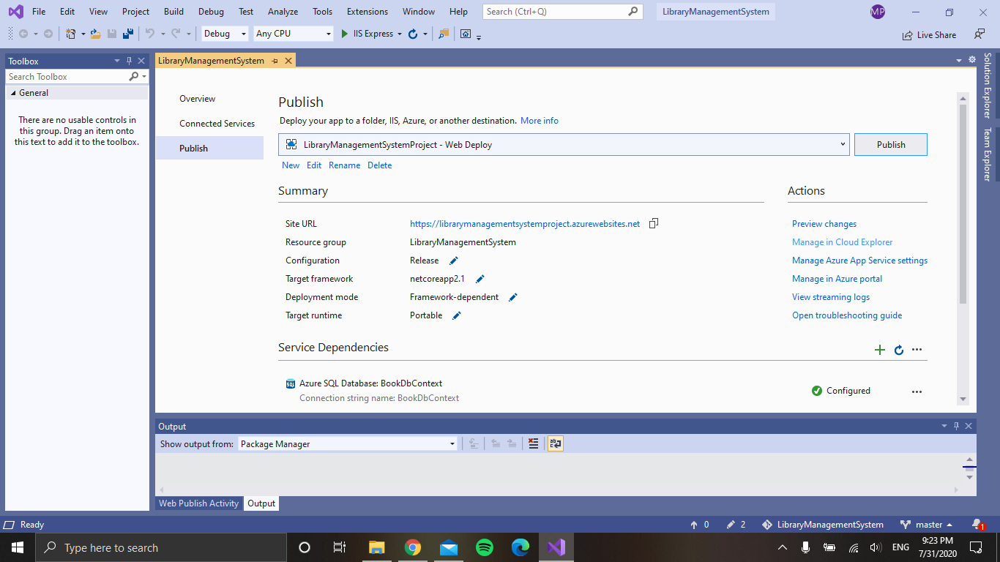 File Edit View Project Build Debug Test Analyze Tools Extensions Window Help Search (Ctrl+Q) LibraryManagementSystem MP
Debug Any CPU IIS Express Live Share
Toolbox
Search Toolbox
General
There are no usable controls in
this group. Drag an item onto
this text to add it to the toolbox.
LibraryManagementSystem
Overview
Connected Services
Publish
Publish
Deploy your app to a folder, IIS, Azure, or another destination. More info
LibraryManagementSystemProject - Web Deploy Publish
New Edit Rename Delete
Summary
Site URL https://librarymanagementsystemproject.azurewebsites.net
Resource group LibraryManagementSystem
Configuration Release
Target framework netcoreapp2.1
Deployment mode Framework-dependent
Target runtime Portable
Actions
Preview changes
Manage in Cloud Explorer
Manage Azure App Service settings
Manage in Azure portal
View streaming logs
Open troubleshooting guide
Service Dependencies
SQL Azure SQL Database: BookDbContext
Connection string name: BookDbContext
Configured
Solution Explorer
Team Explorer
Output
Show output from: Package Manager
Web Publish Activity Output
Ready 0 2 LibraryManagementSystem master 1
Type here to search ENG 9:23 PM
7/31/2020